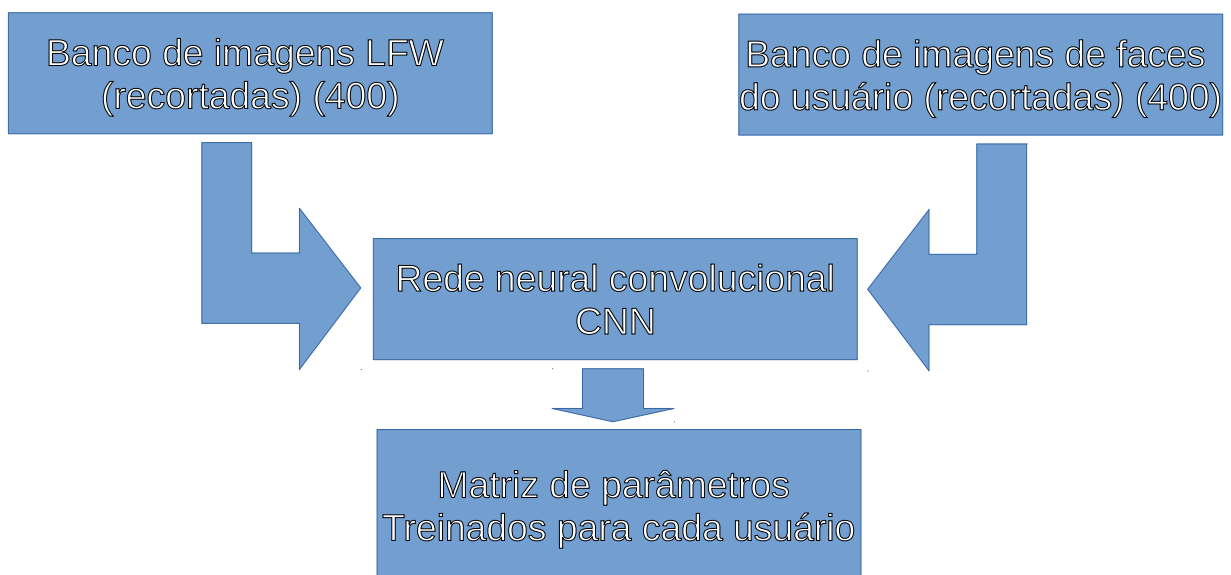 Banco de imagens LFW
(recortadas) (400)
Banco de imagens de faces
do usuário (recortadas) (400)
Rede neural convolucional
CNN
Matriz de parâmetros
Treinados para cada usuário